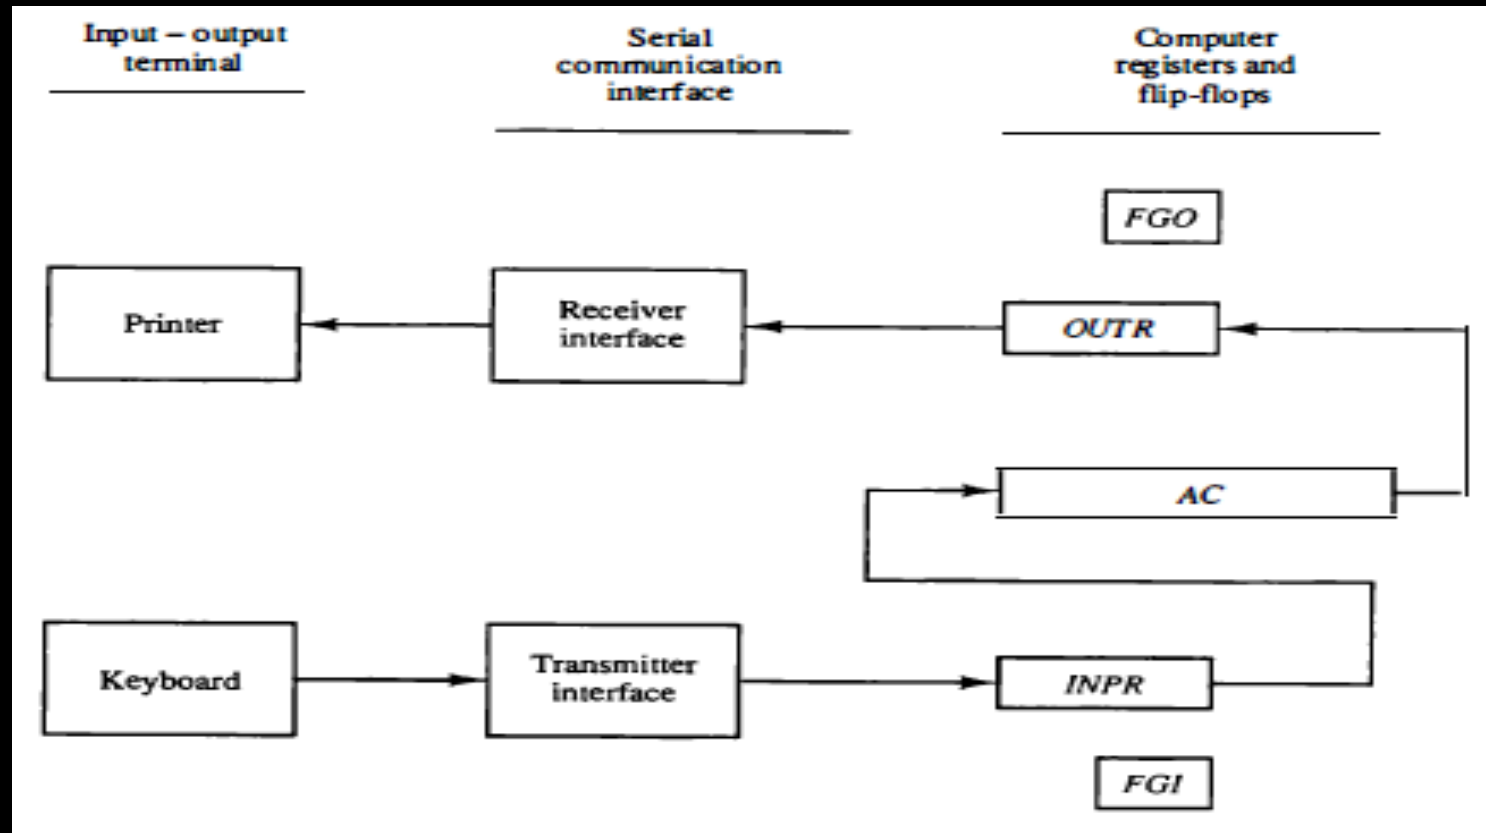 Input – output
terminal
Serial
communication
interface
Computer
registers and
flip-flops
FGO
Printer
Receiver
interface
OUTR
AC
Keyboard
Transmitter
interface
INPR
FGI